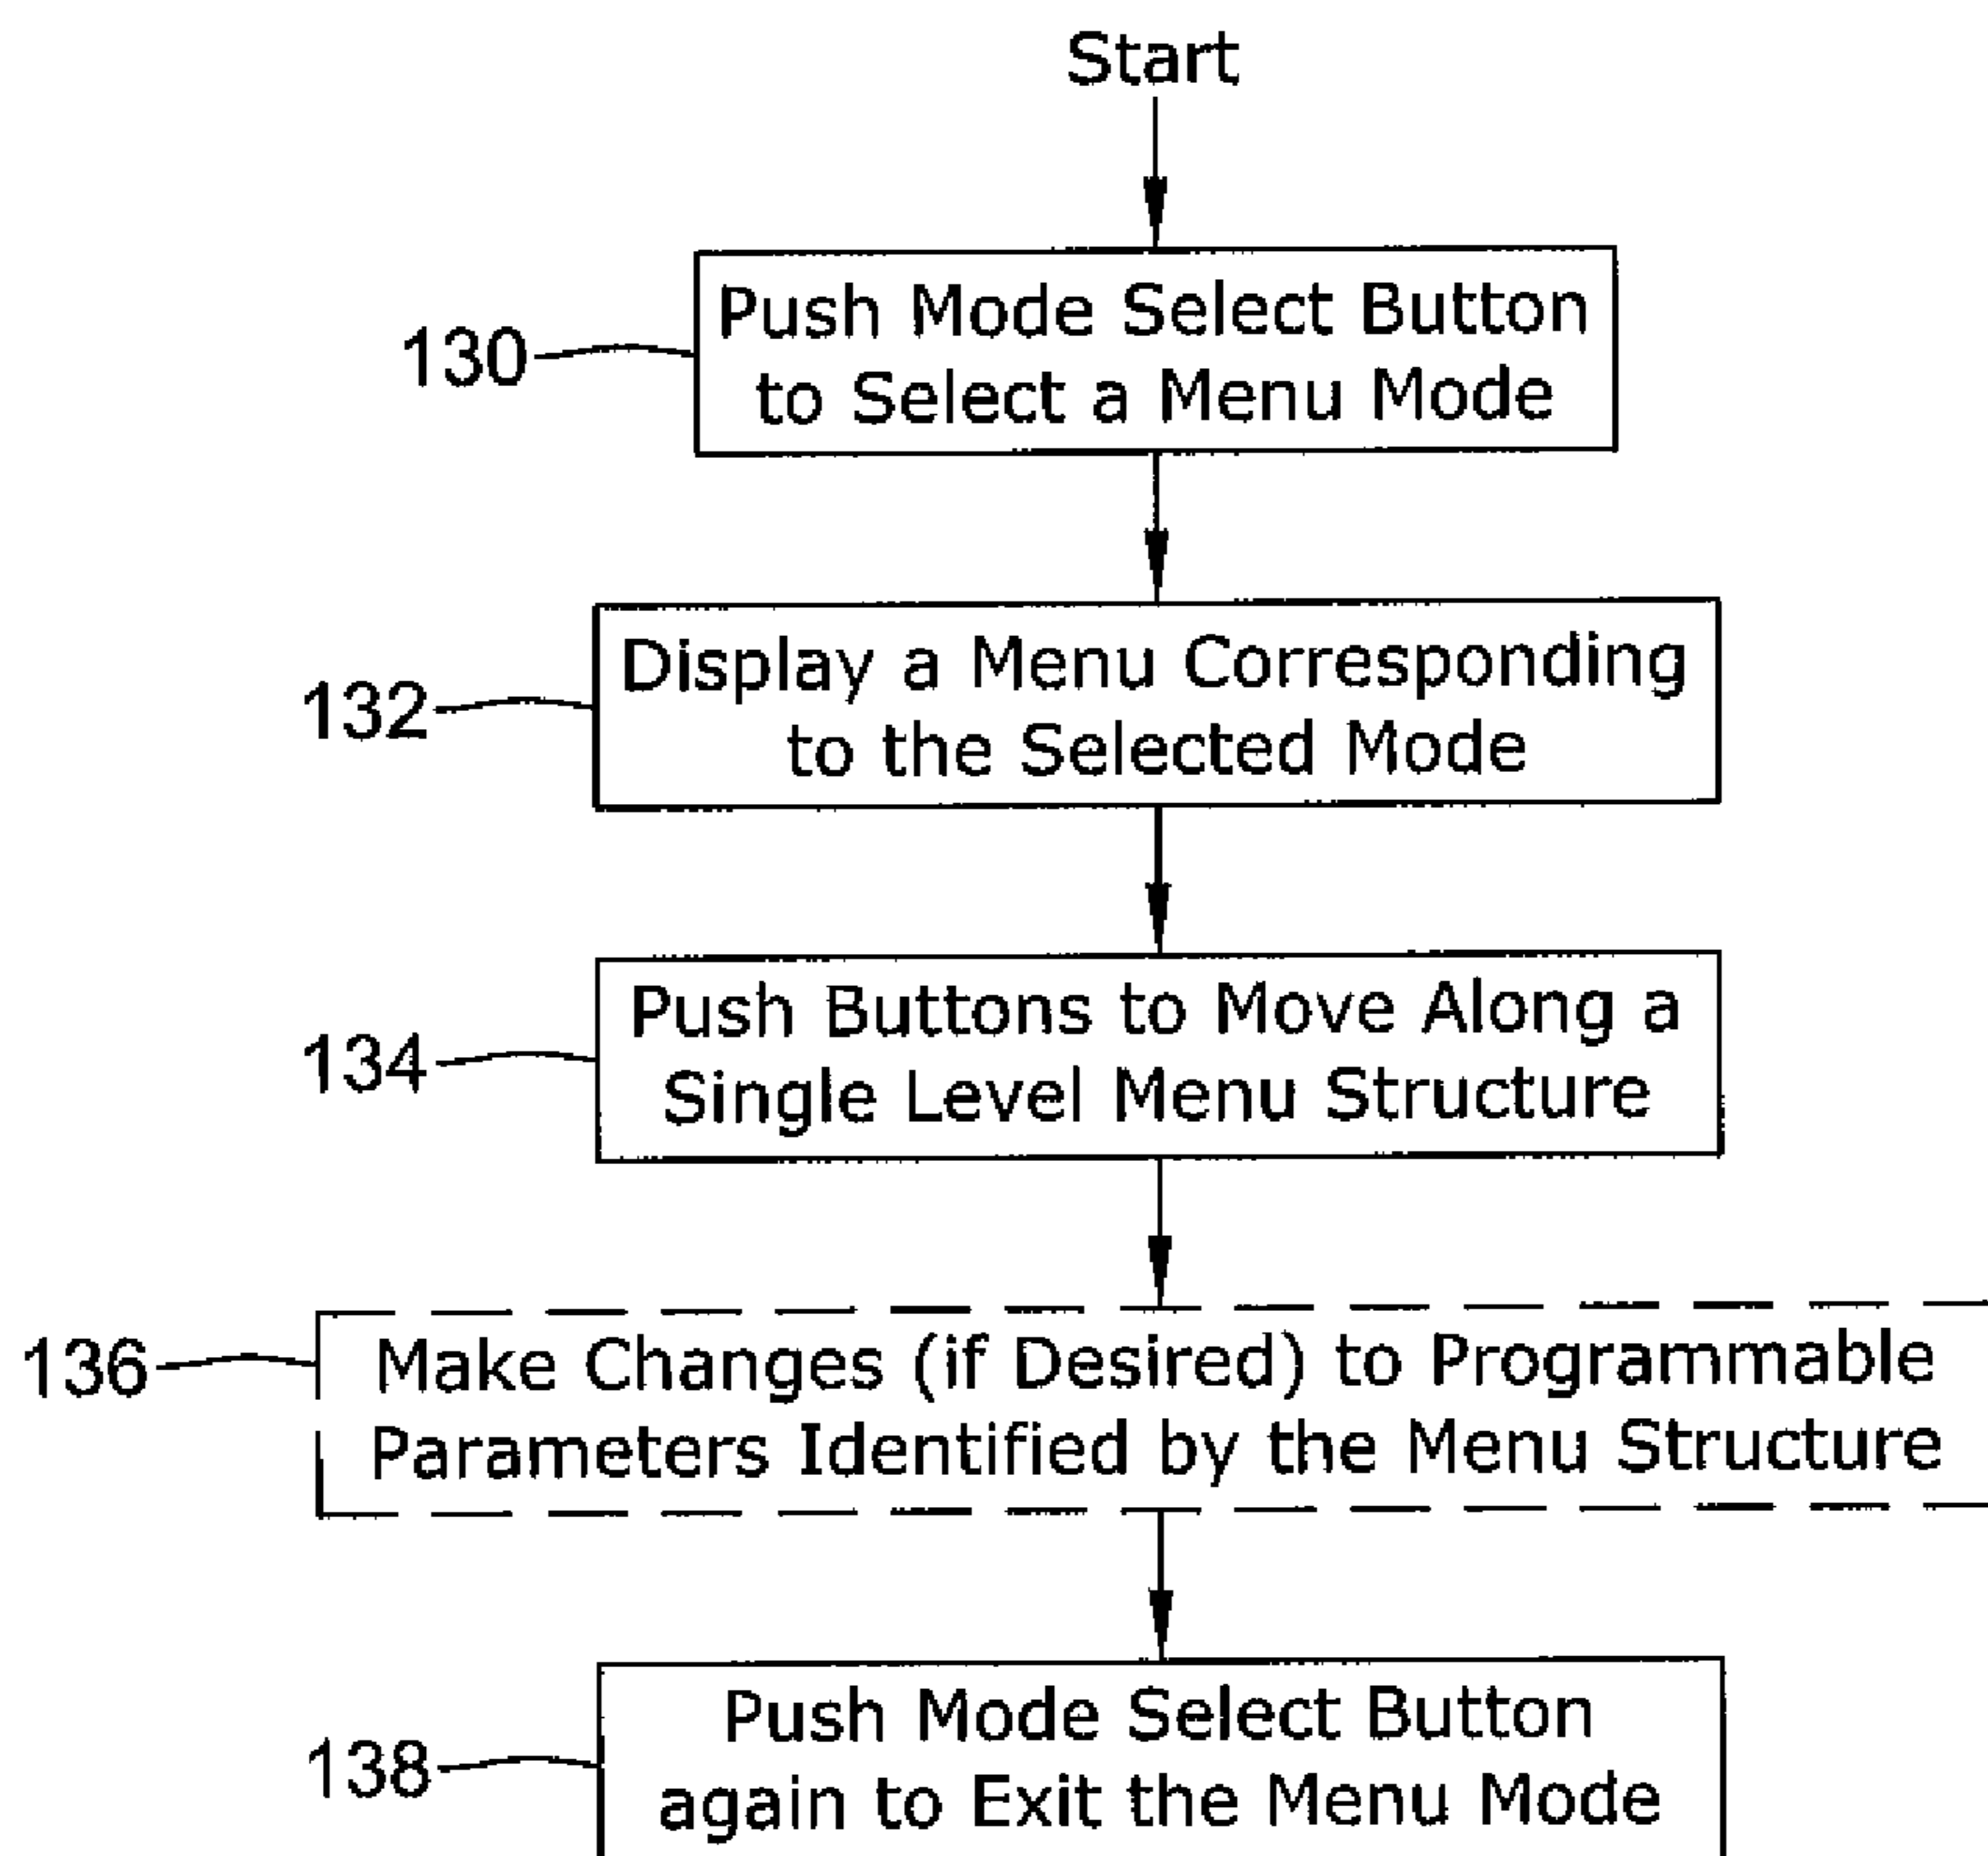 Start
130
Push Mode Select Button
to Select a Menu Mode
132
Display a Menu Corresponding
to the Selected Mode
134
Push Buttons to Move Along a
Single Level Menu Structure
136
Make Changes (if Desired) to Programmable
Parameters Identified by the Menu Structure
138
Push Mode Select Button
again to Exit the Menu Mode